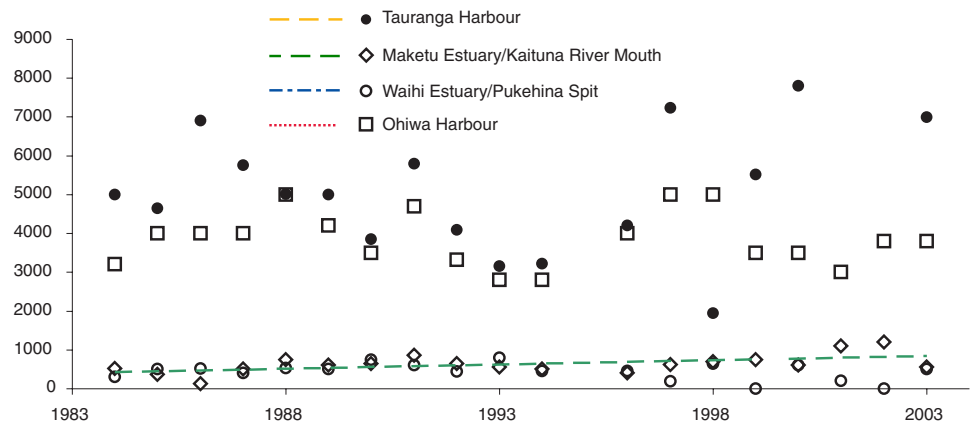 Tauranga Harbour
9000
8000
Maketu Estuary/Kaituna River Mouth
Waihi Estuary/Pukehina Spit
7000
Ohiwa Harbour
6000
5000
4000
3000
2000
1000
0
1983 1988 1993 1998 2003